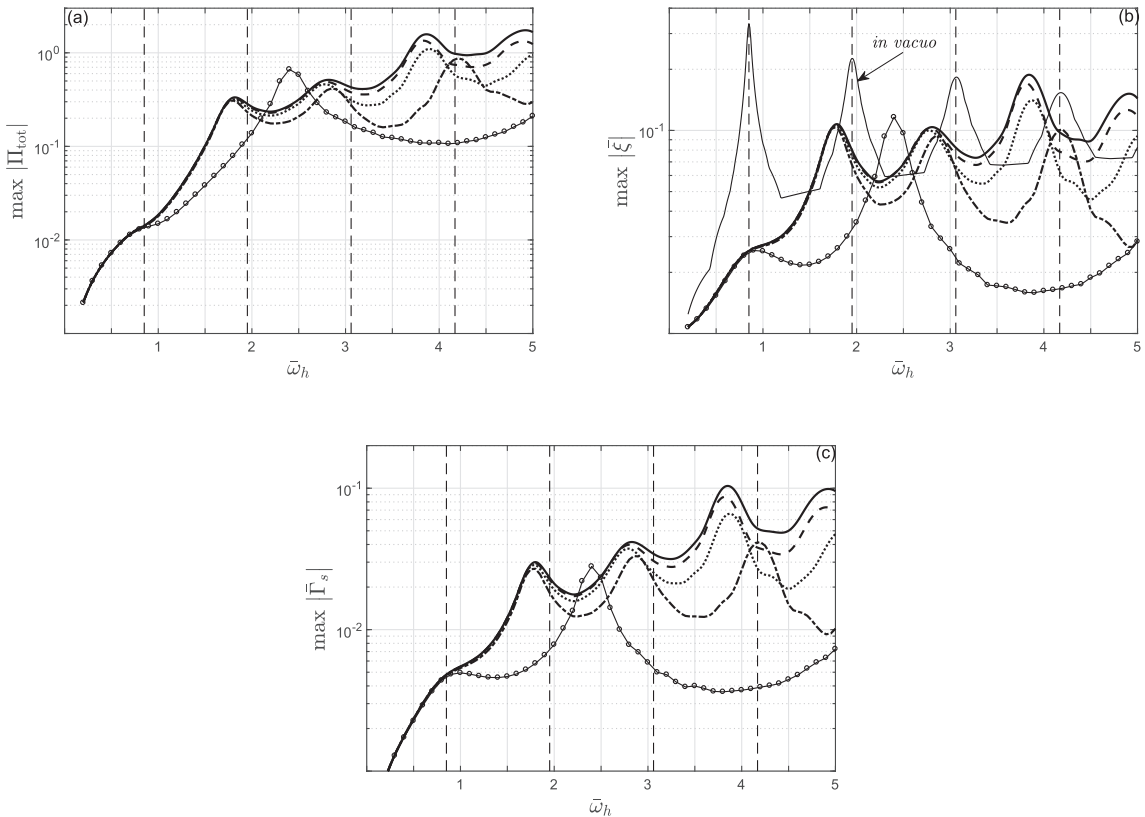 (a)
max |Π_tot|
10^0
10^-1
10^-2
1 2 3 4 5
ω̄_h
(b)
in vacuo
max |ξ̄|
10^-1
1 2 3 4 5
ω̄_h
(c)
max |Γ̄_s|
10^-1
10^-2
1 2 3 4 5
ω̄_h